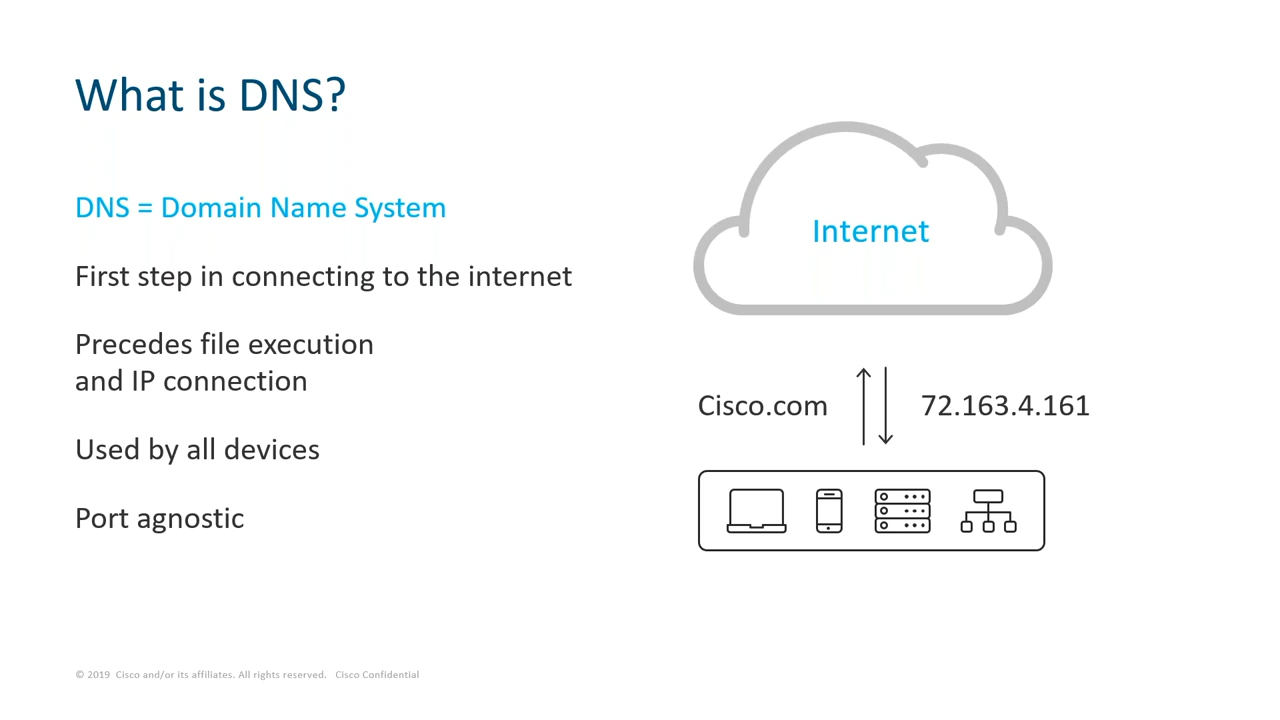 What is DNS?
DNS = Domain Name System
First step in connecting to the internet
Precedes file execution
and IP connection
Used by all devices
Port agnostic
Internet
Cisco.com
72.163.4.161
© 2019 Cisco and/or its affiliates. All rights reserved. Cisco Confidential